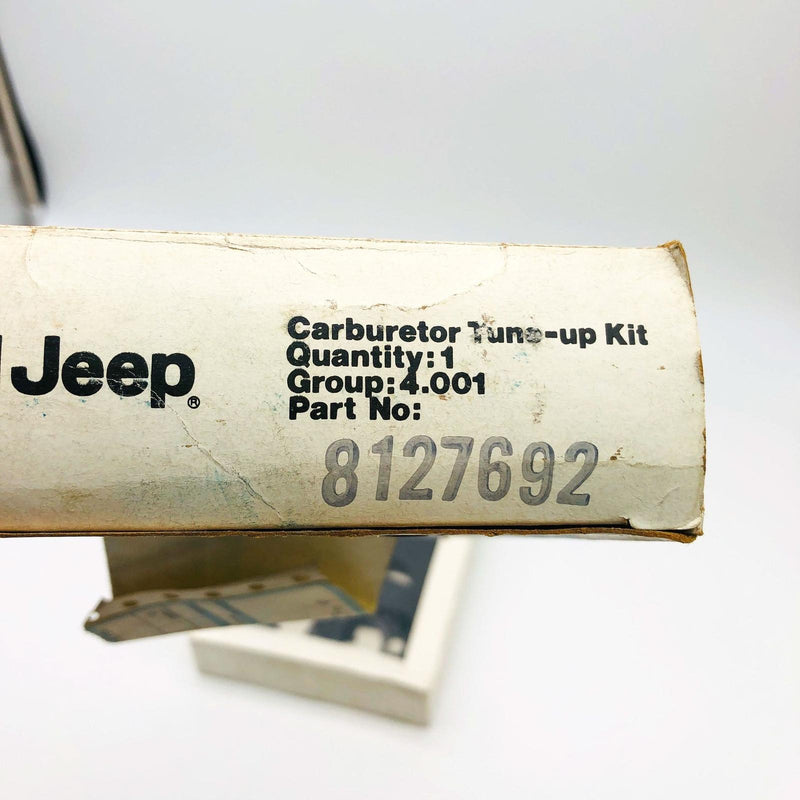 Jeep®
Carburetor Tune-up Kit
Quantity: 1
Group: 4.001
Part No:
8127692